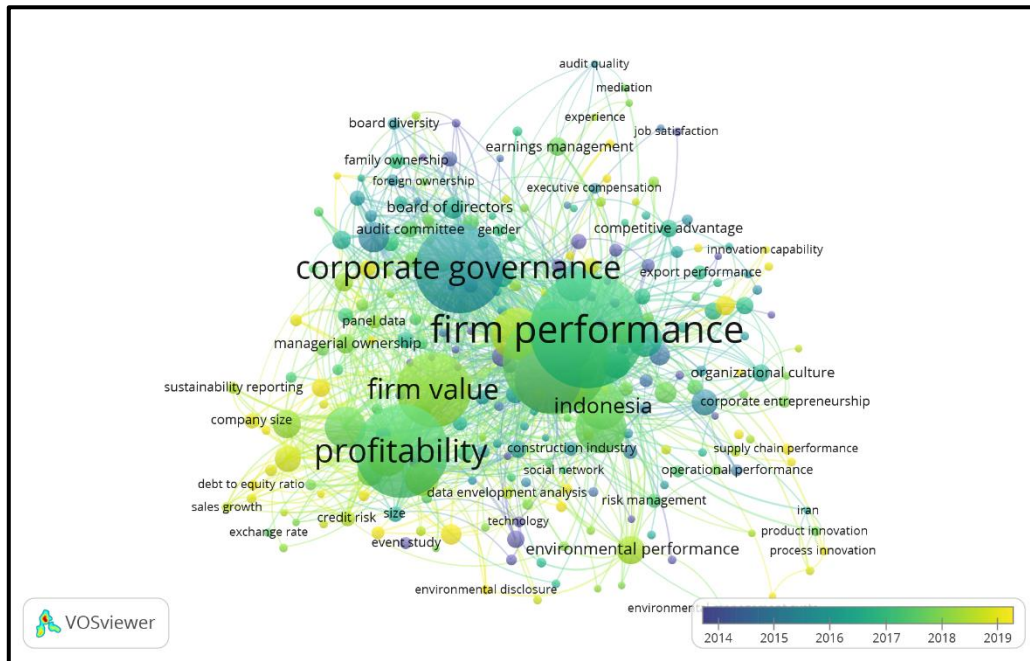 audit quality
mediation
experience
board diversity
job satisfaction
earnings management
family ownership
foreign ownership
executive compensation
board of directors
audit committee
gender
competitive advantage
innovation capability
corporate governance
export performance
panel data
firm performance
managerial ownership
organizational culture
sustainability reporting
firm value
corporate entrepreneurship
indonesia
company size
profitability
construction industry
supply chain performance
social network
operational performance
debt to equity ratio
data envelopment analysis
risk management
sales growth
credit risk
size
iran
technology
exchange rate
event study
product innovation
environmental performance
process innovation
environmental disclosure
VOSviewer
2014 2015 2016 2017 2018 2019